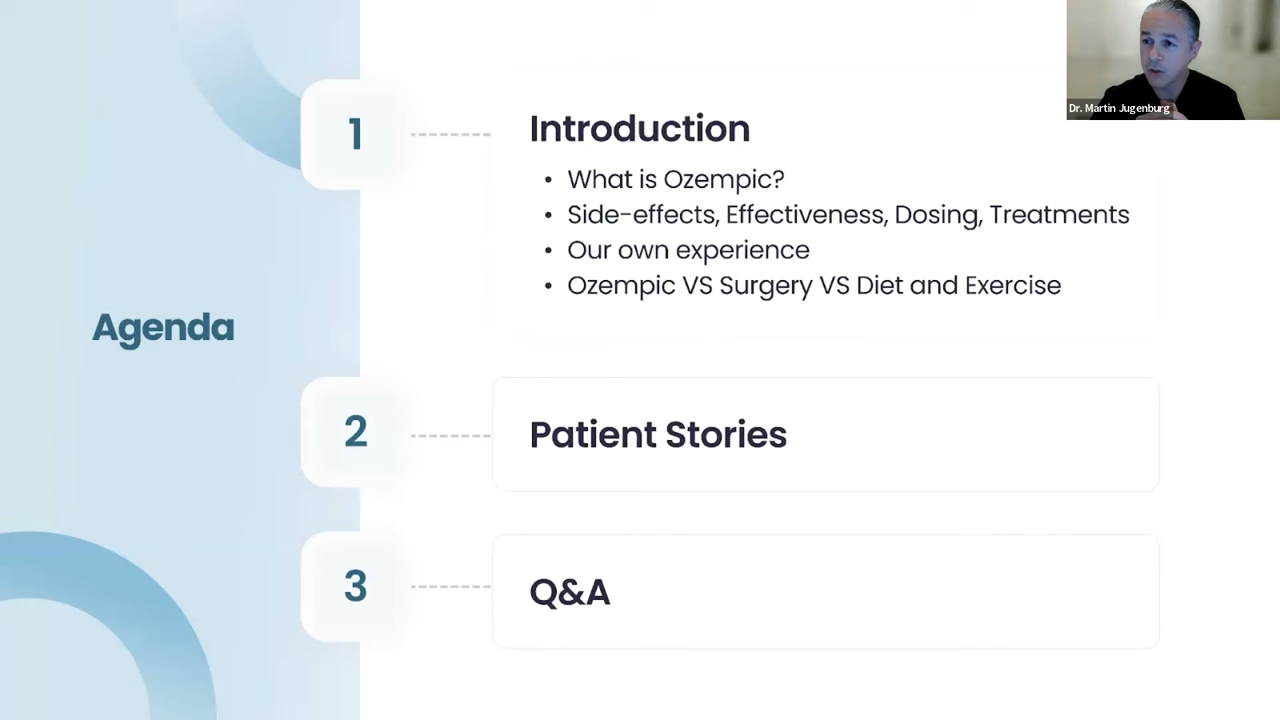 Dr. Martin Jugenburg
Agenda
1
Introduction
• What is Ozempic?
• Side-effects, Effectiveness, Dosing, Treatments
• Our own experience
• Ozempic VS Surgery VS Diet and Exercise
2
Patient Stories
3
Q&A